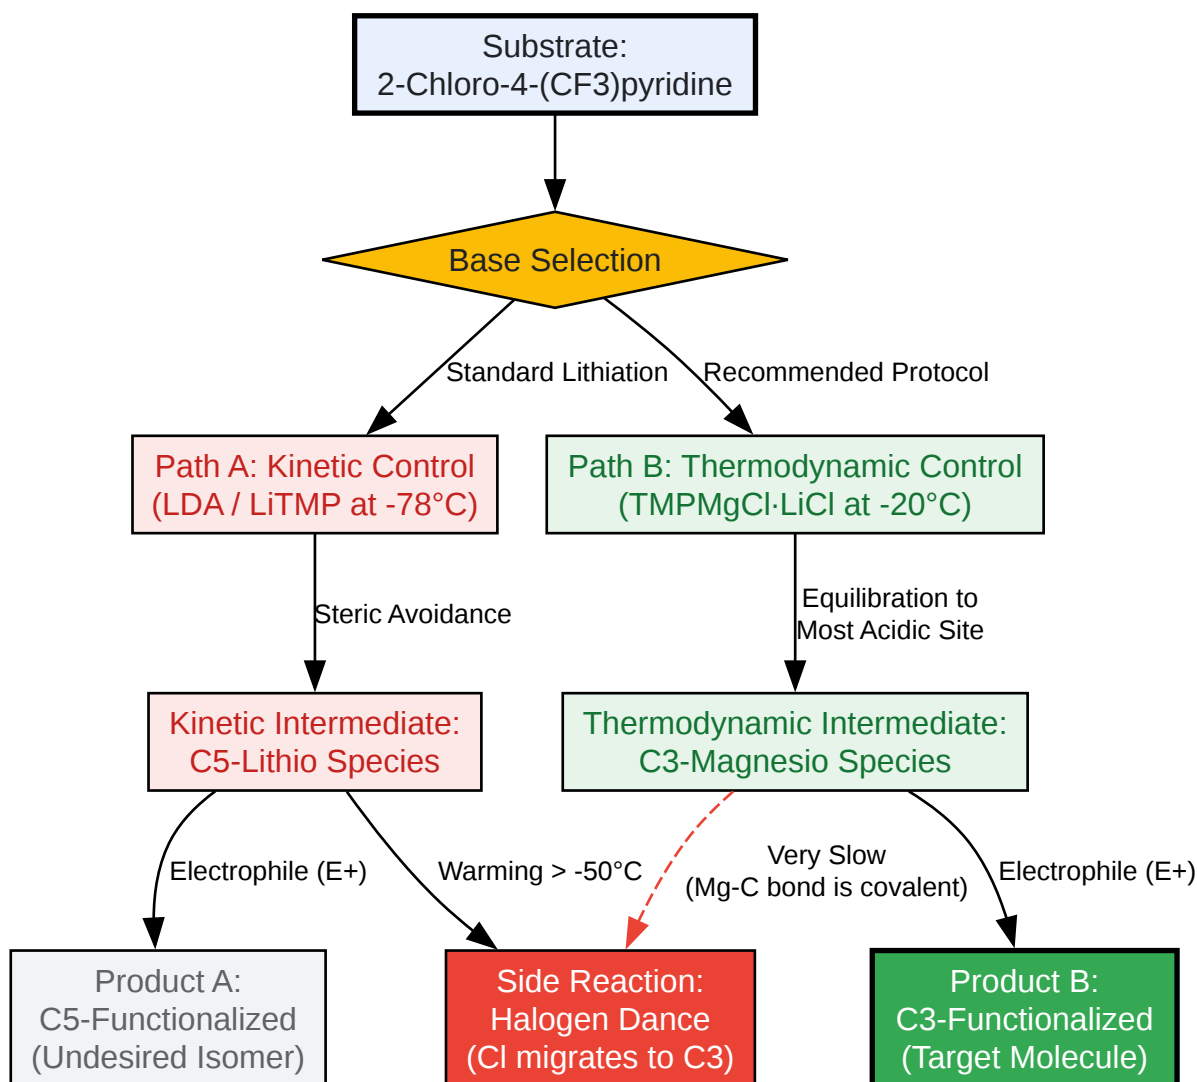 Substrate:
2-Chloro-4-(CF3)pyridine
Base Selection
Standard Lithiation
Recommended Protocol
Path A: Kinetic Control
(LDA / LiTMP at -78°C)
Path B: Thermodynamic Control
(TMPMgCl·LiCl at -20°C)
Steric Avoidance
Equilibration to
Most Acidic Site
Kinetic Intermediate:
C5-Lithio Species
Thermodynamic Intermediate:
C3-Magnesio Species
Electrophile (E+)
Warming > -50°C
Very Slow
(Mg-C bond is covalent)
Electrophile (E+)
Product A:
C5-Functionalized
(Undesired Isomer)
Side Reaction:
Halogen Dance
(Cl migrates to C3)
Product B:
C3-Functionalized
(Target Molecule)